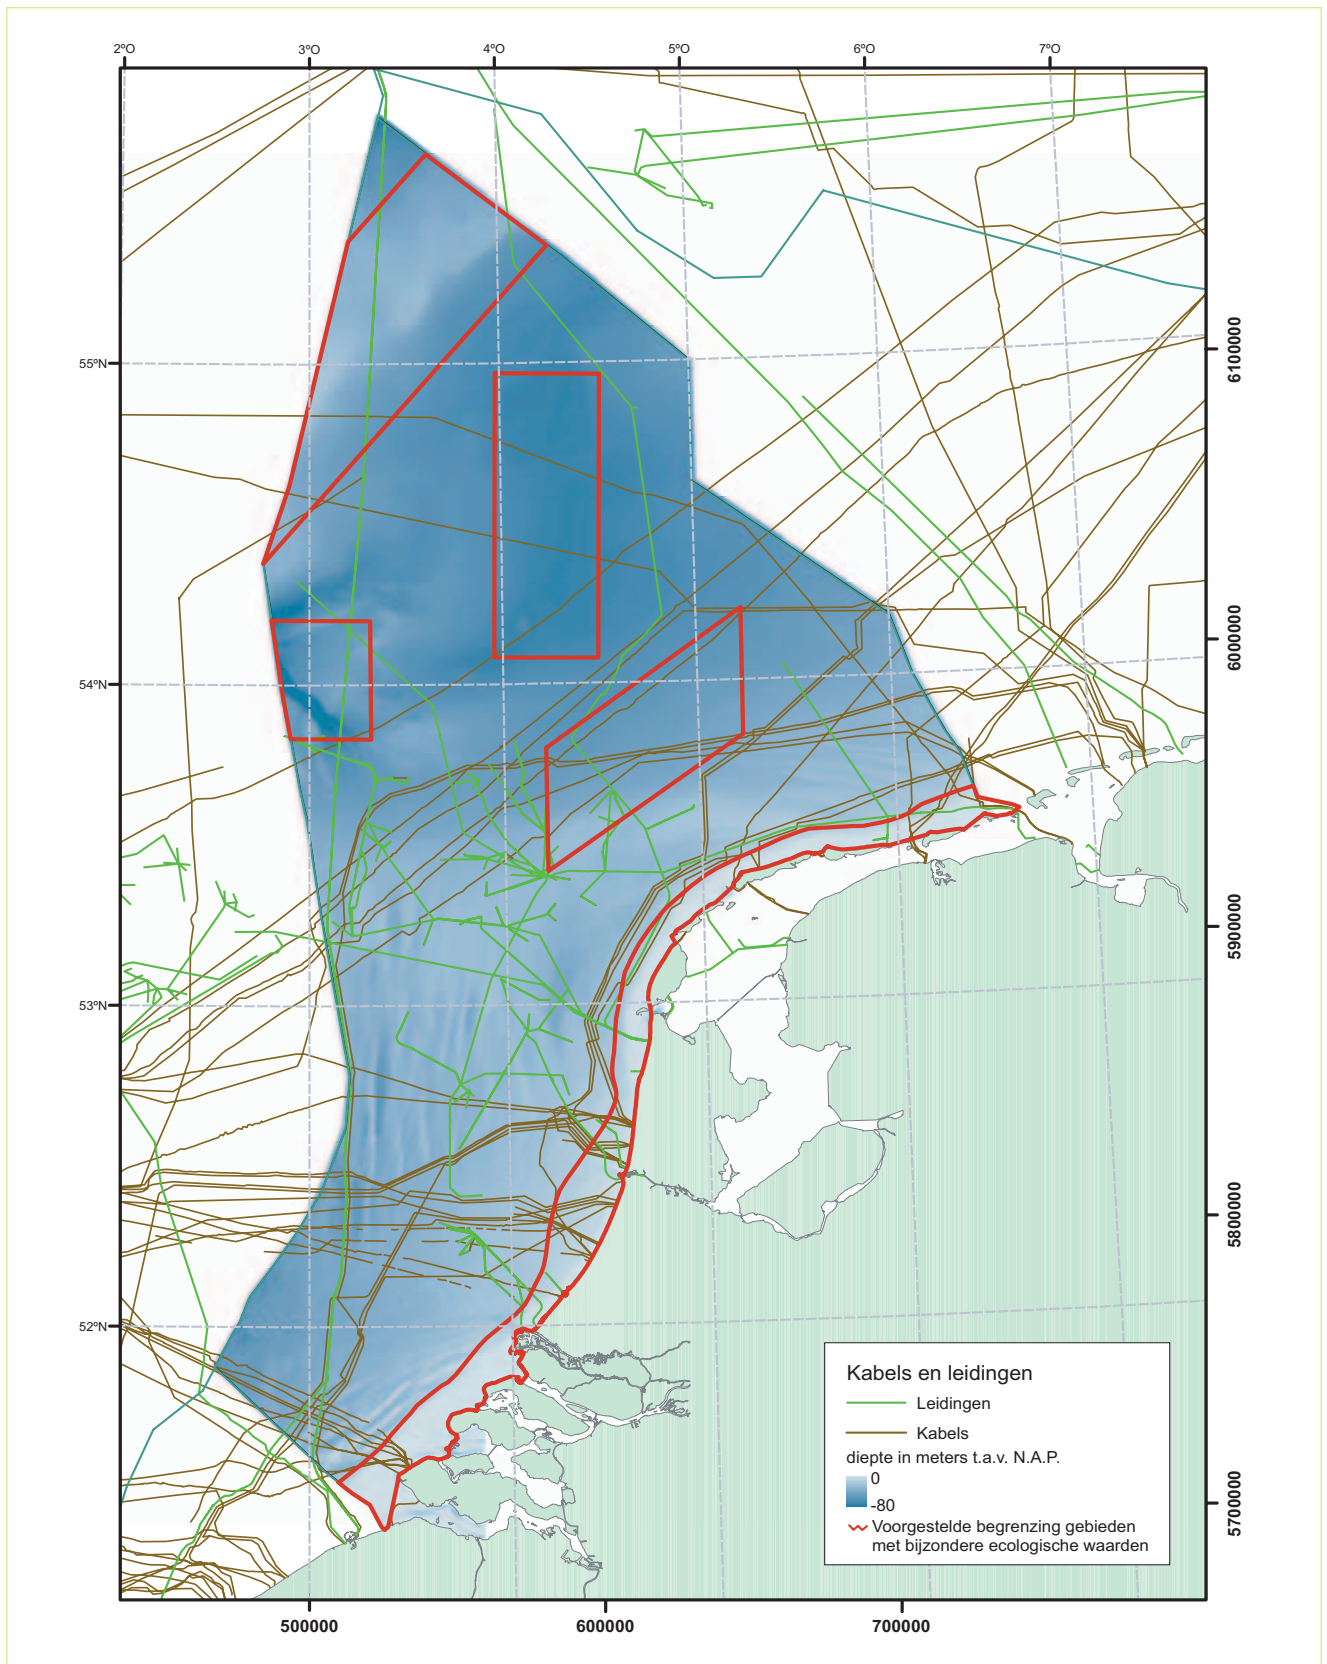 2°O 3°O 4°O 5°O 6°O 7°O
55°N
54°N
53°N
52°N
6100000
6000000
5900000
5800000
5700000
500000 600000 700000
Kabels en leidingen
Leidingen
Kabels
diepte in meters t.a.v. N.A.P.
0
-80
Voorgestelde begrenzing gebieden
met bijzondere ecologische waarden